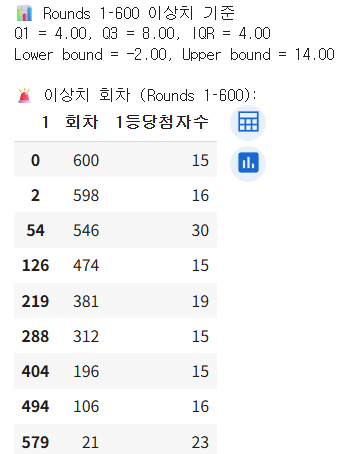 📊 Rounds 1-600 이상치 기준
Q1 = 4.00, Q3 = 8.00, IQR = 4.00
Lower bound = -2.00, Upper bound = 14.00
🚨 이상치 회차 (Rounds 1-600):
1 회차 1등당첨자수
0 600 15
2 598 16
54 546 30
126 474 15
219 381 19
288 312 15
404 196 15
494 106 16
579 21 23